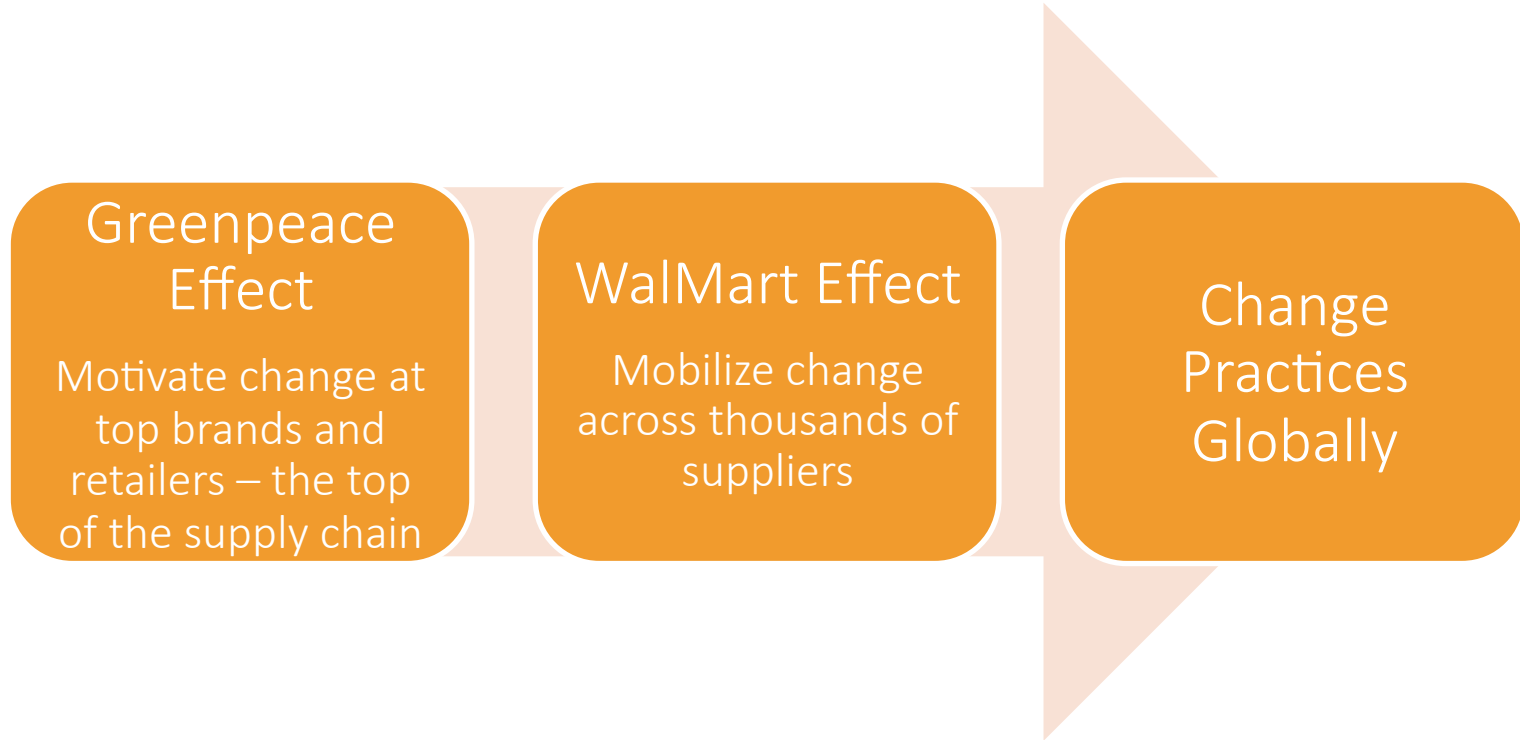 Greenpeace
Effect
Motivate change at
top brands and
retailers – the top
of the supply chain
WalMart Effect
Mobilize change
across thousands of
suppliers
Change
Practices
Globally